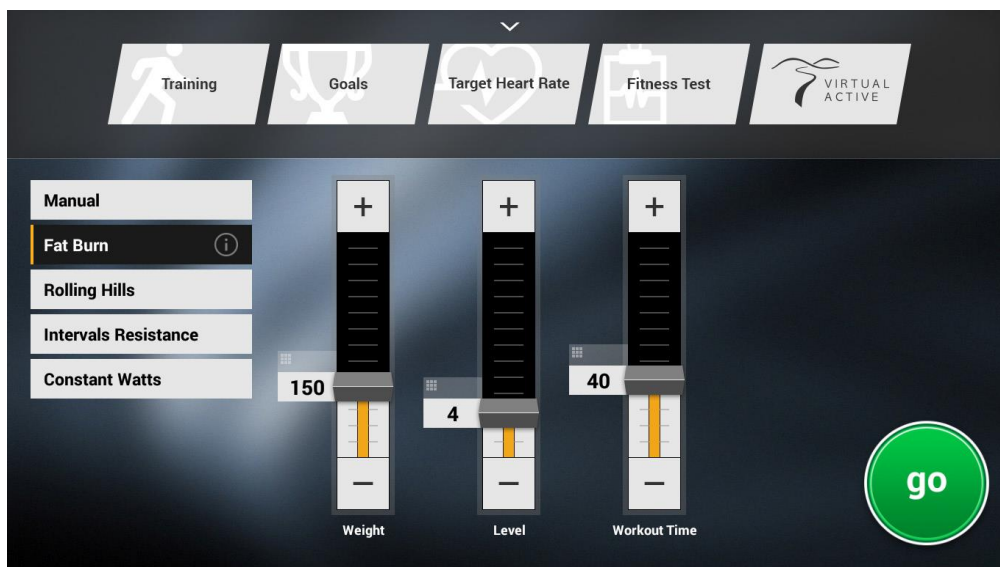 Training
Goals
Target Heart Rate
Fitness Test
VIRTUAL
ACTIVE
Manual
Fat Burn
Rolling Hills
Intervals Resistance
Constant Watts
+
+
+
150
4
40
−
−
−
Weight
Level
Workout Time
go